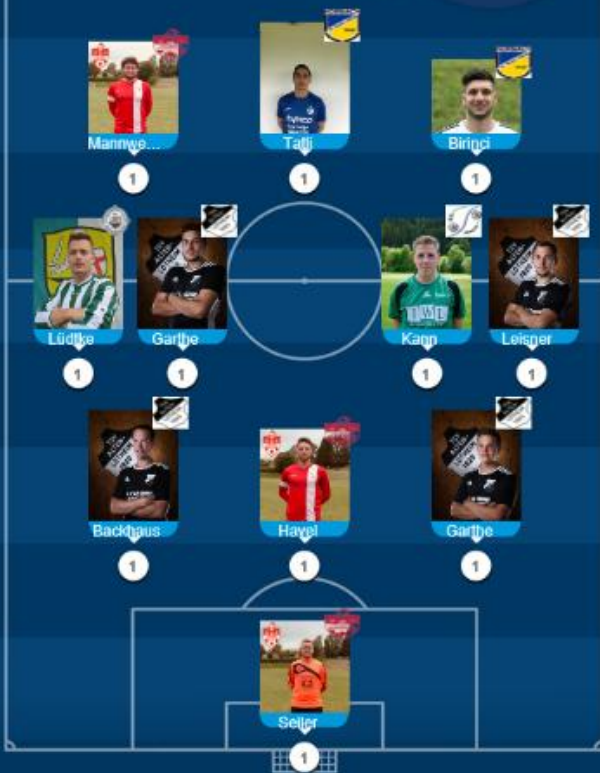 Mannwe...
Tatli
Birinci
1
1
1
Lüdtke
Garthe
Kann
Leisner
1
1
1
1
Backhaus
Havel
Garthe
1
1
1
Seiler
1